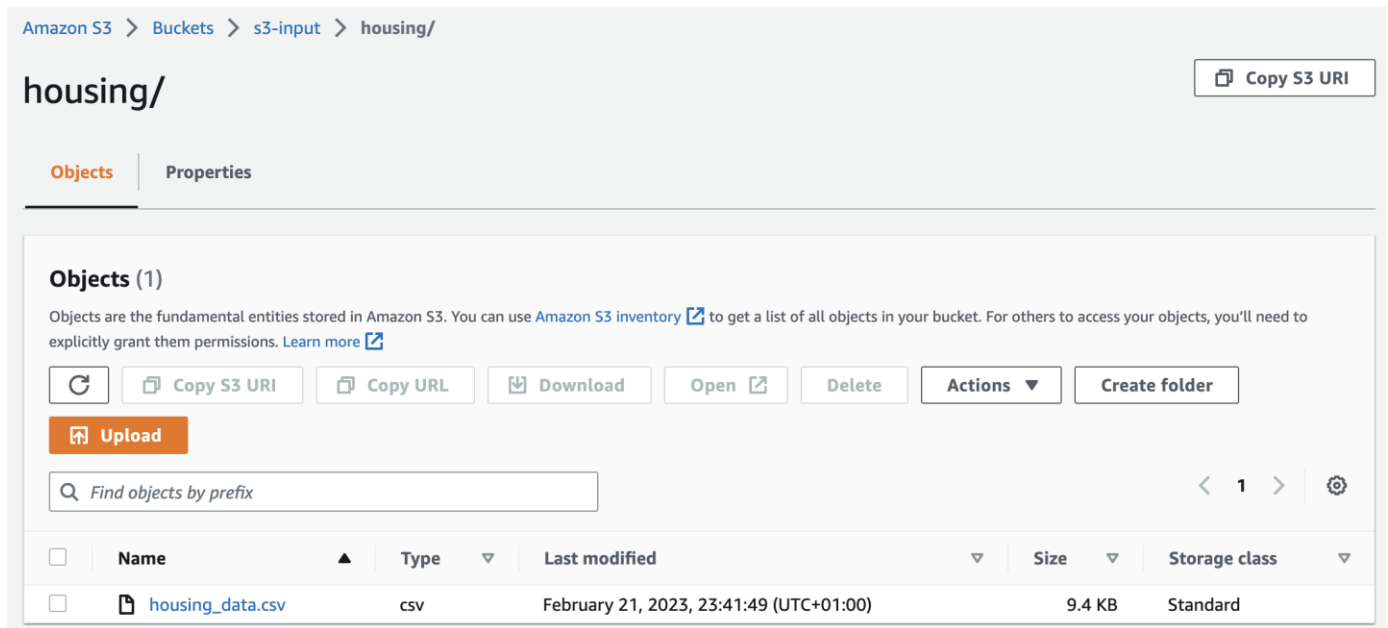 Amazon S3 > Buckets > s3-input > housing/
housing/
Copy S3 URI
Objects
Properties
Objects (1)
Objects are the fundamental entities stored in Amazon S3. You can use Amazon S3 inventory to get a list of all objects in your bucket. For others to access your objects, you'll need to
explicitly grant them permissions. Learn more
Copy S3 URI Copy URL Download Open Delete Actions Create folder
Upload
Find objects by prefix
1
Name Type Last modified Size Storage class
housing_data.csv csv February 21, 2023, 23:41:49 (UTC+01:00) 9.4 KB Standard